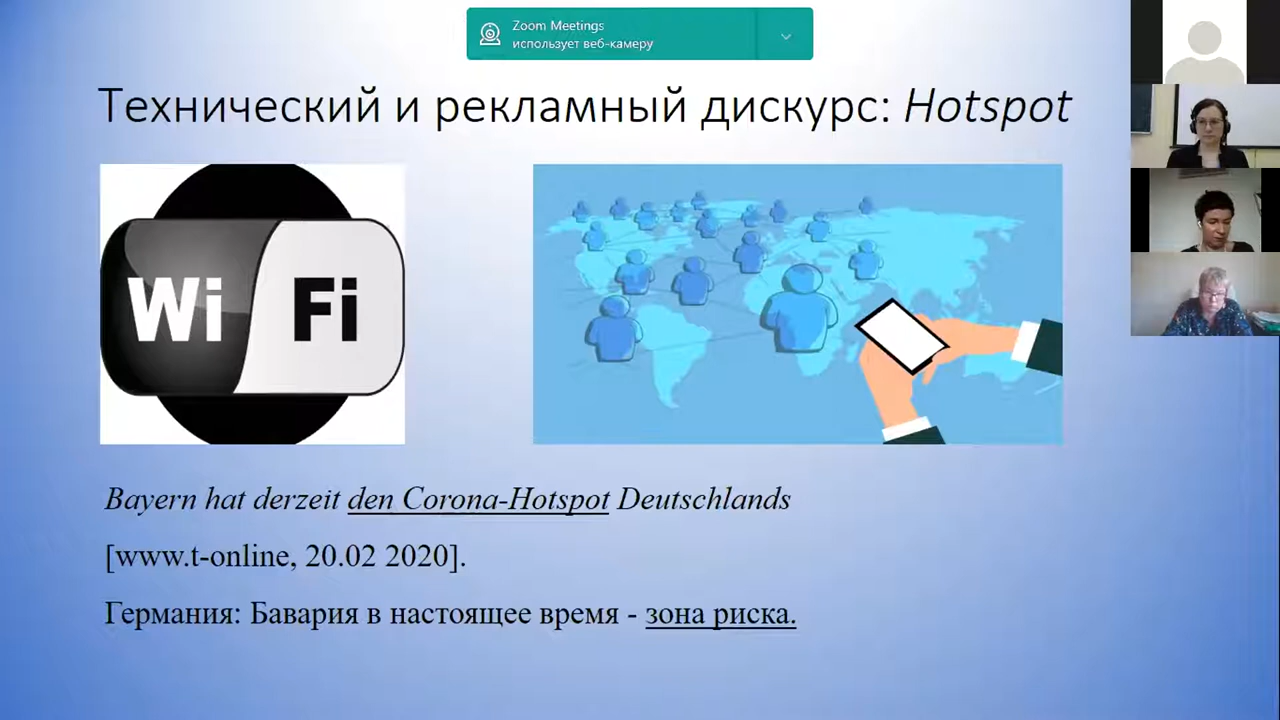 Zoom Meetings
использует веб-камеру
Технический и рекламный дискурс: Hotspot
Wi Fi
Bayern hat derzeit den Corona-Hotspot Deutschlands
[www.t-online, 20.02 2020].
Германия: Бавария в настоящее время - зона риска.